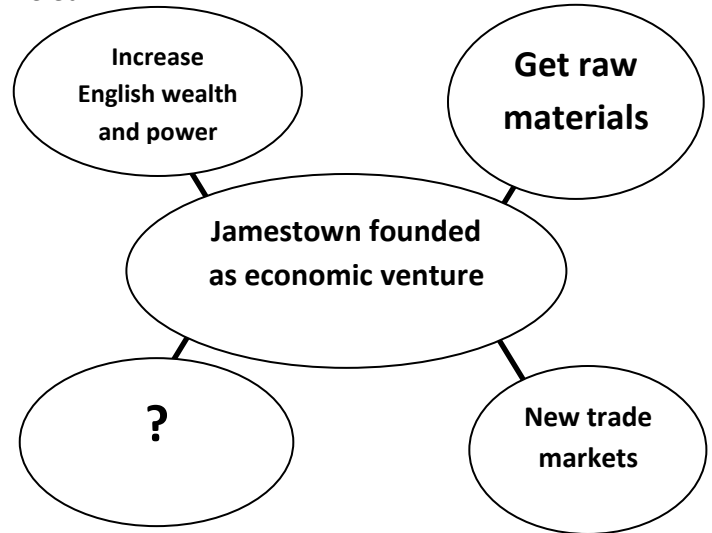 Increase
English wealth
and power
Get raw
materials
Jamestown founded
as economic venture
?
New trade
markets